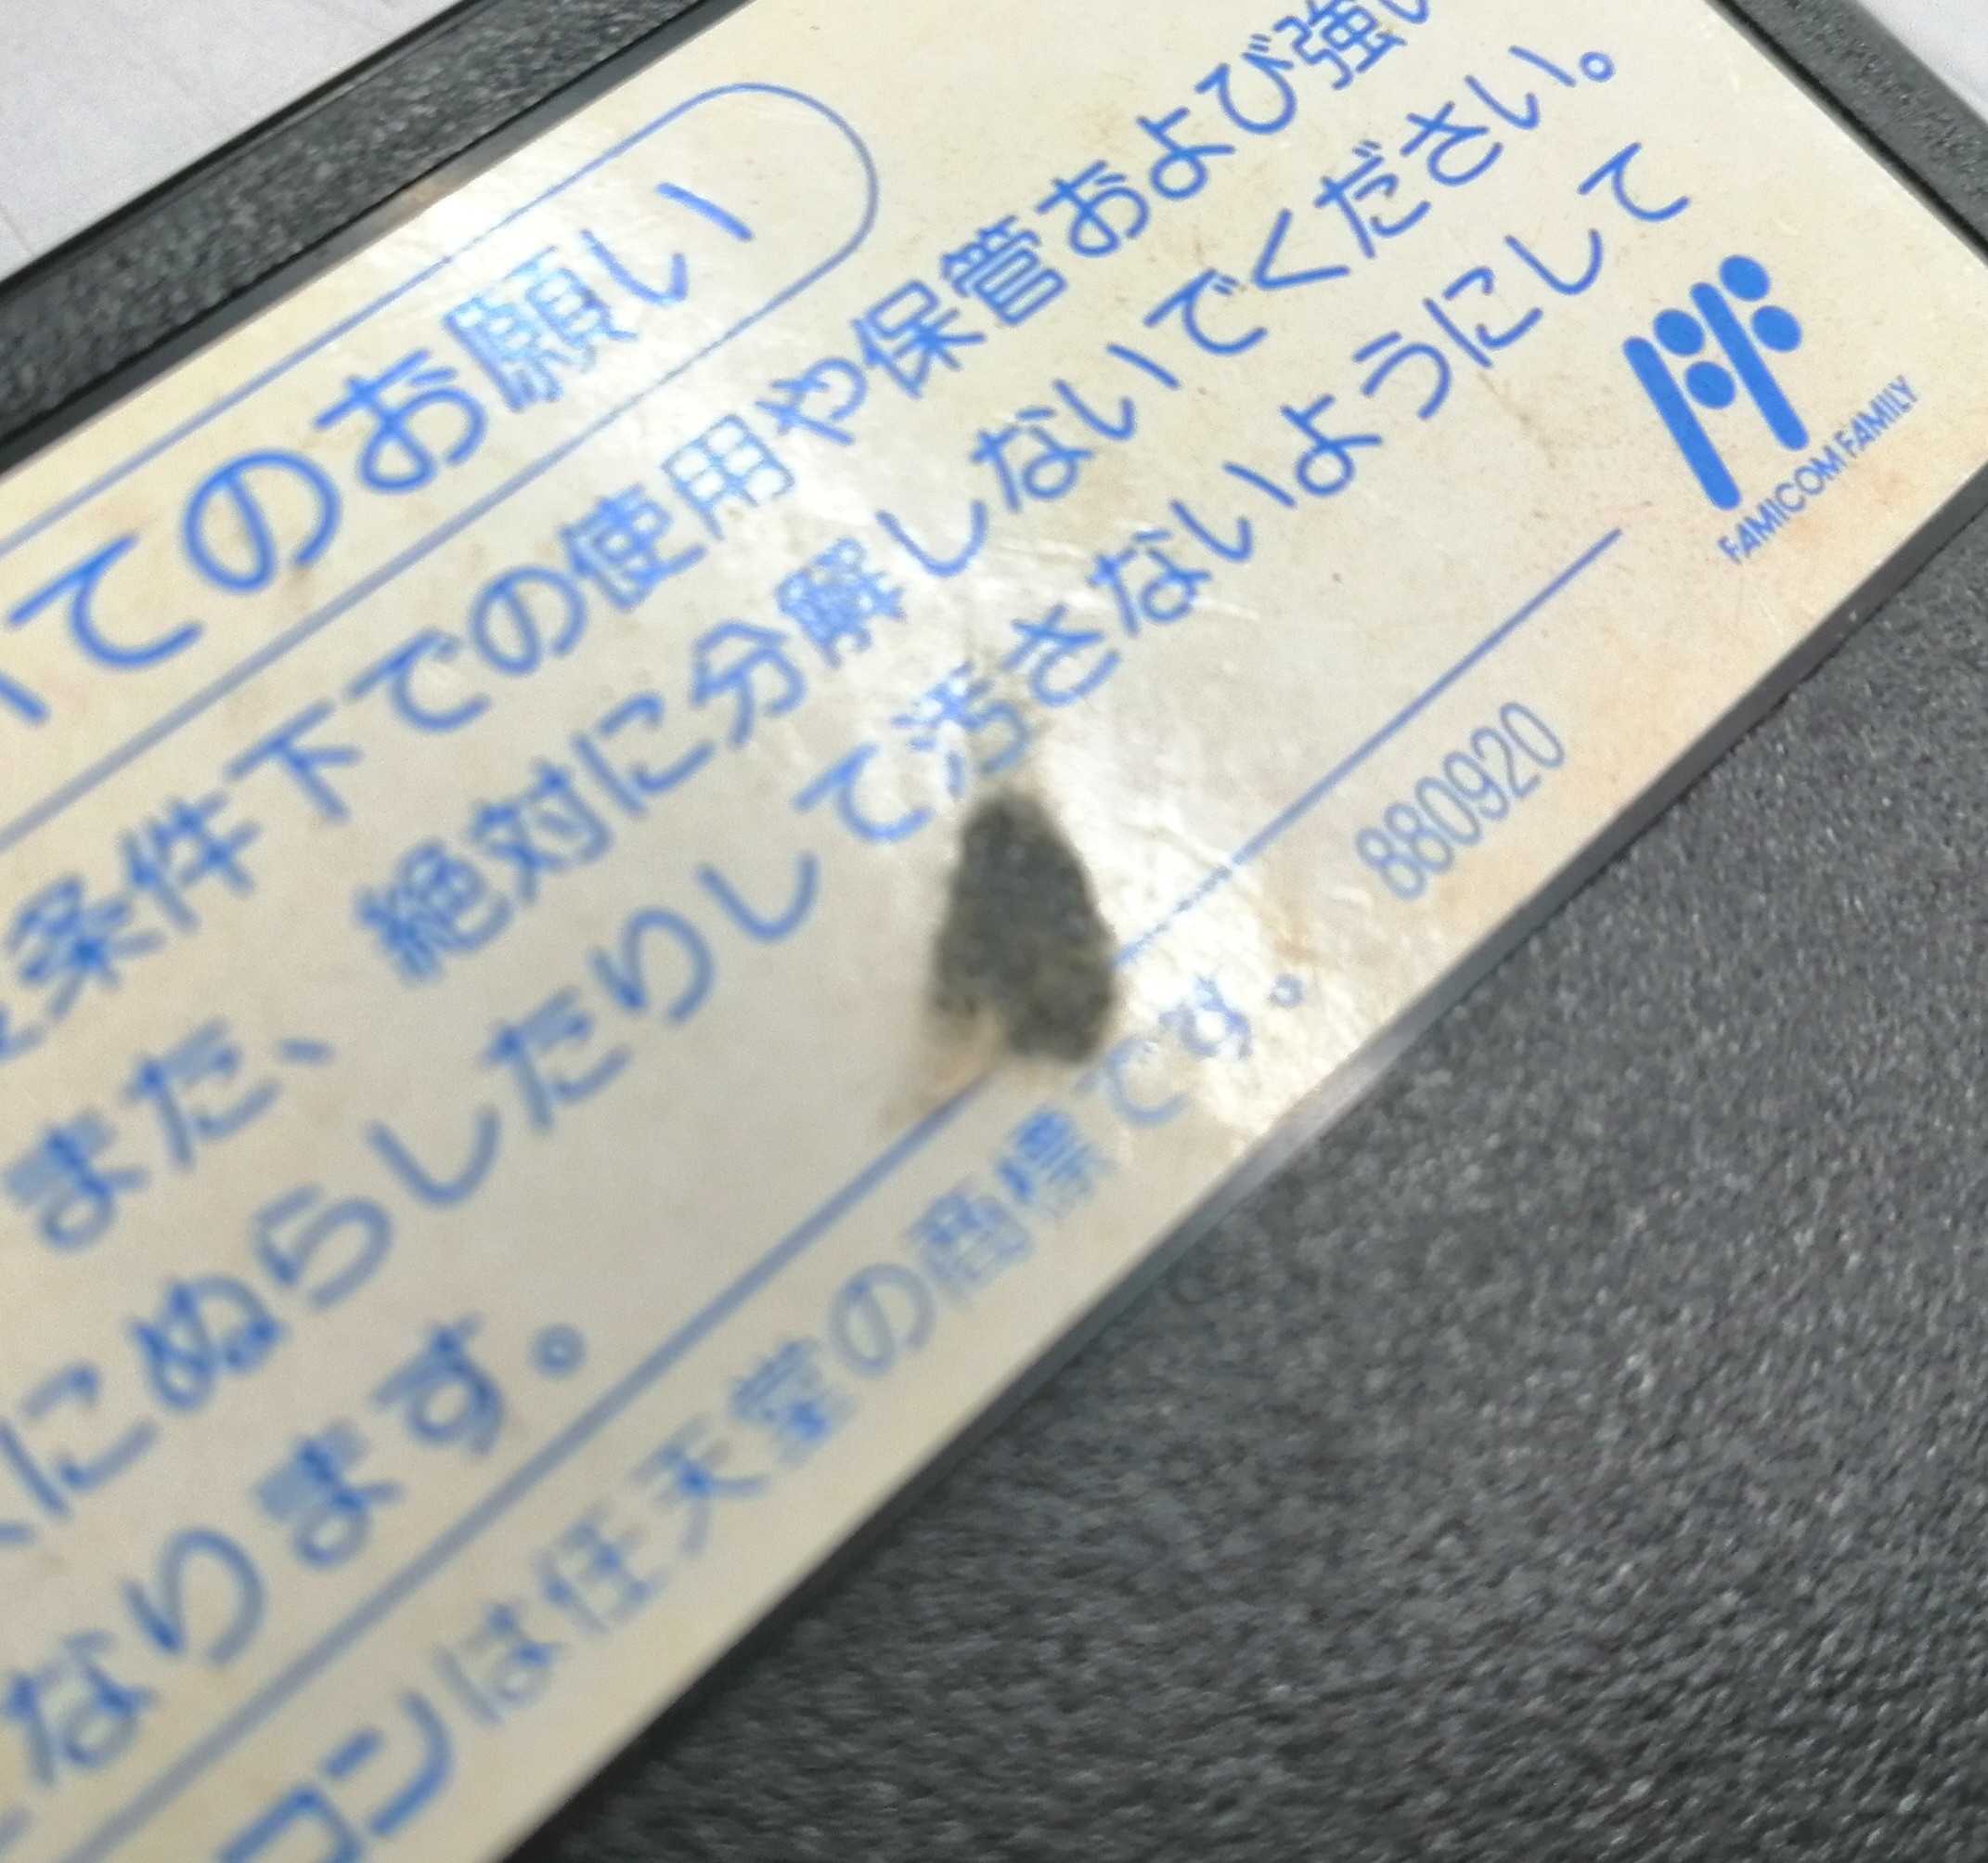 てのお願い
条件下での使用や保管および強い
また、絶対に分解しないでください。
にぬらしたりして汚さないようにして
なります。
FAMICOM FAMILY
コンは任天堂の商標です。
880920